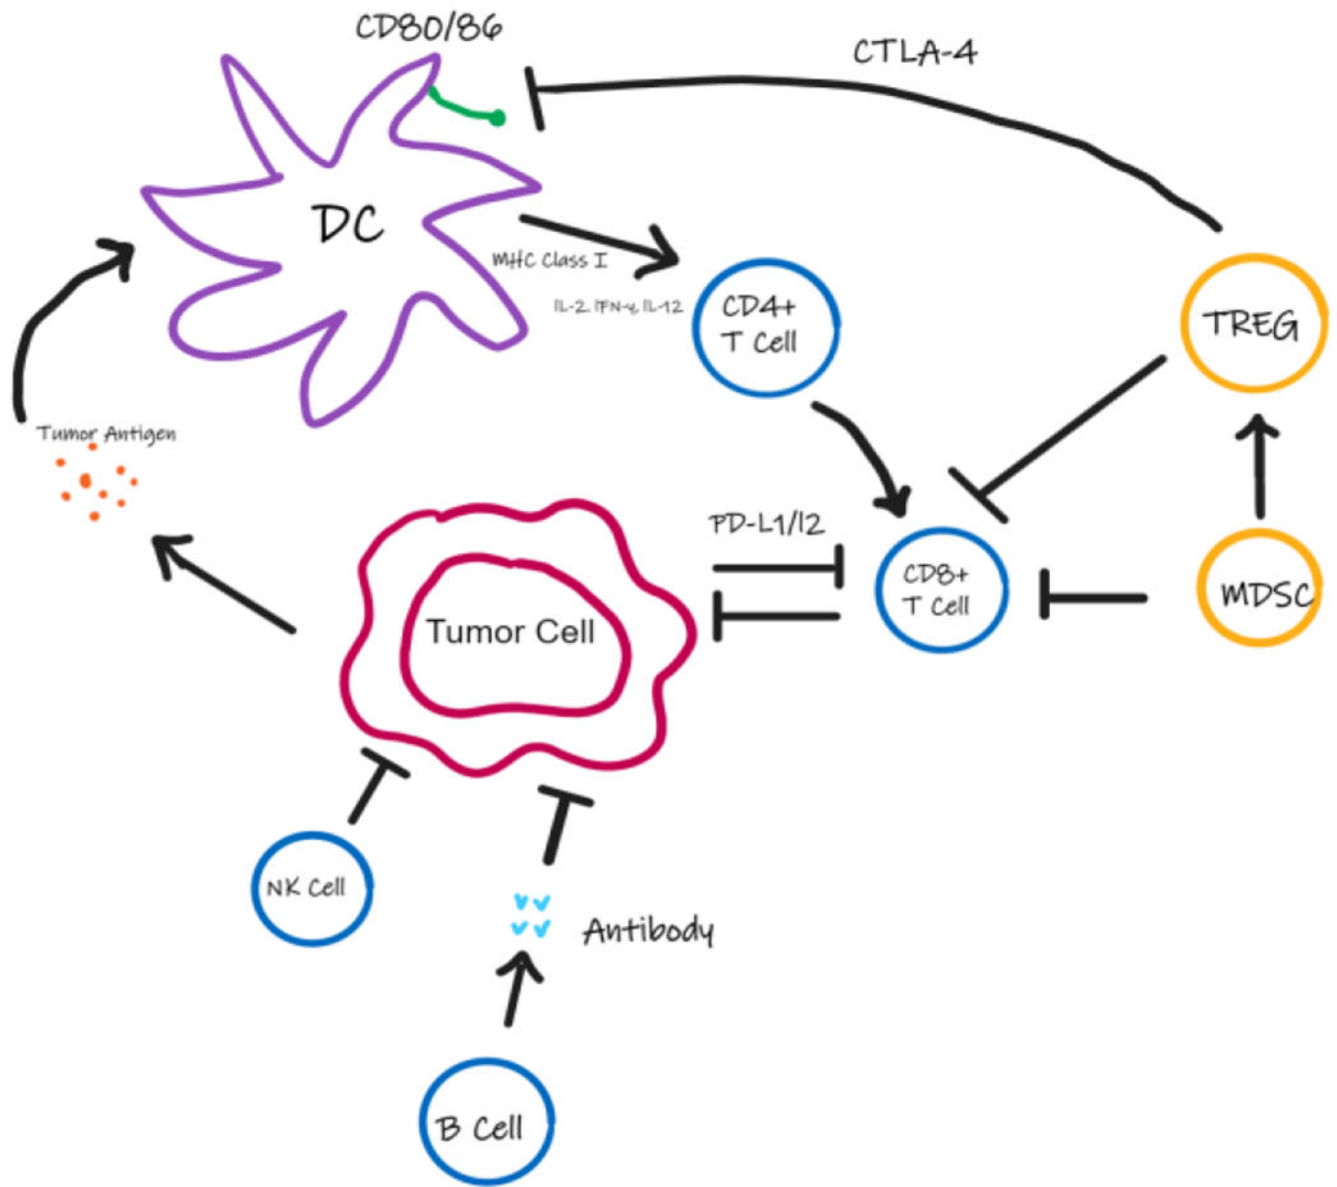 CD80/86
CTLA-4
DC
MHC Class I
IL-2, IFN-γ, IL-12
CD4+
T Cell
TREG
Tumor Antigen
PD-L1/l2
CD8+
T Cell
MDSC
Tumor Cell
NK Cell
Antibody
B Cell